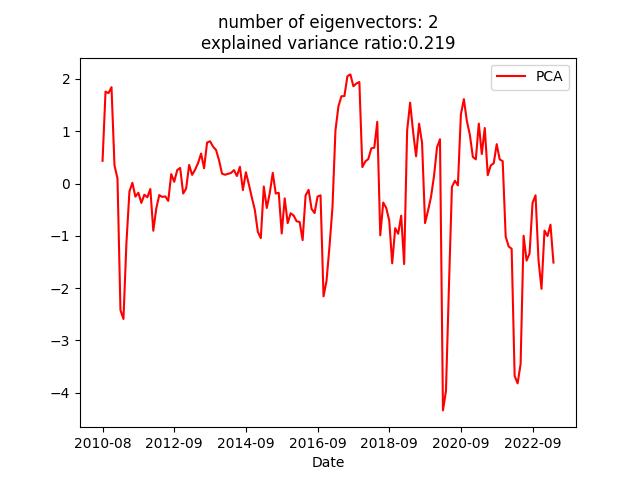 number of eigenvectors: 2
explained variance ratio:0.219
PCA
2
1
0
−1
−2
−3
−4
2010-08 2012-09 2014-09 2016-09 2018-09 2020-09 2022-09
Date